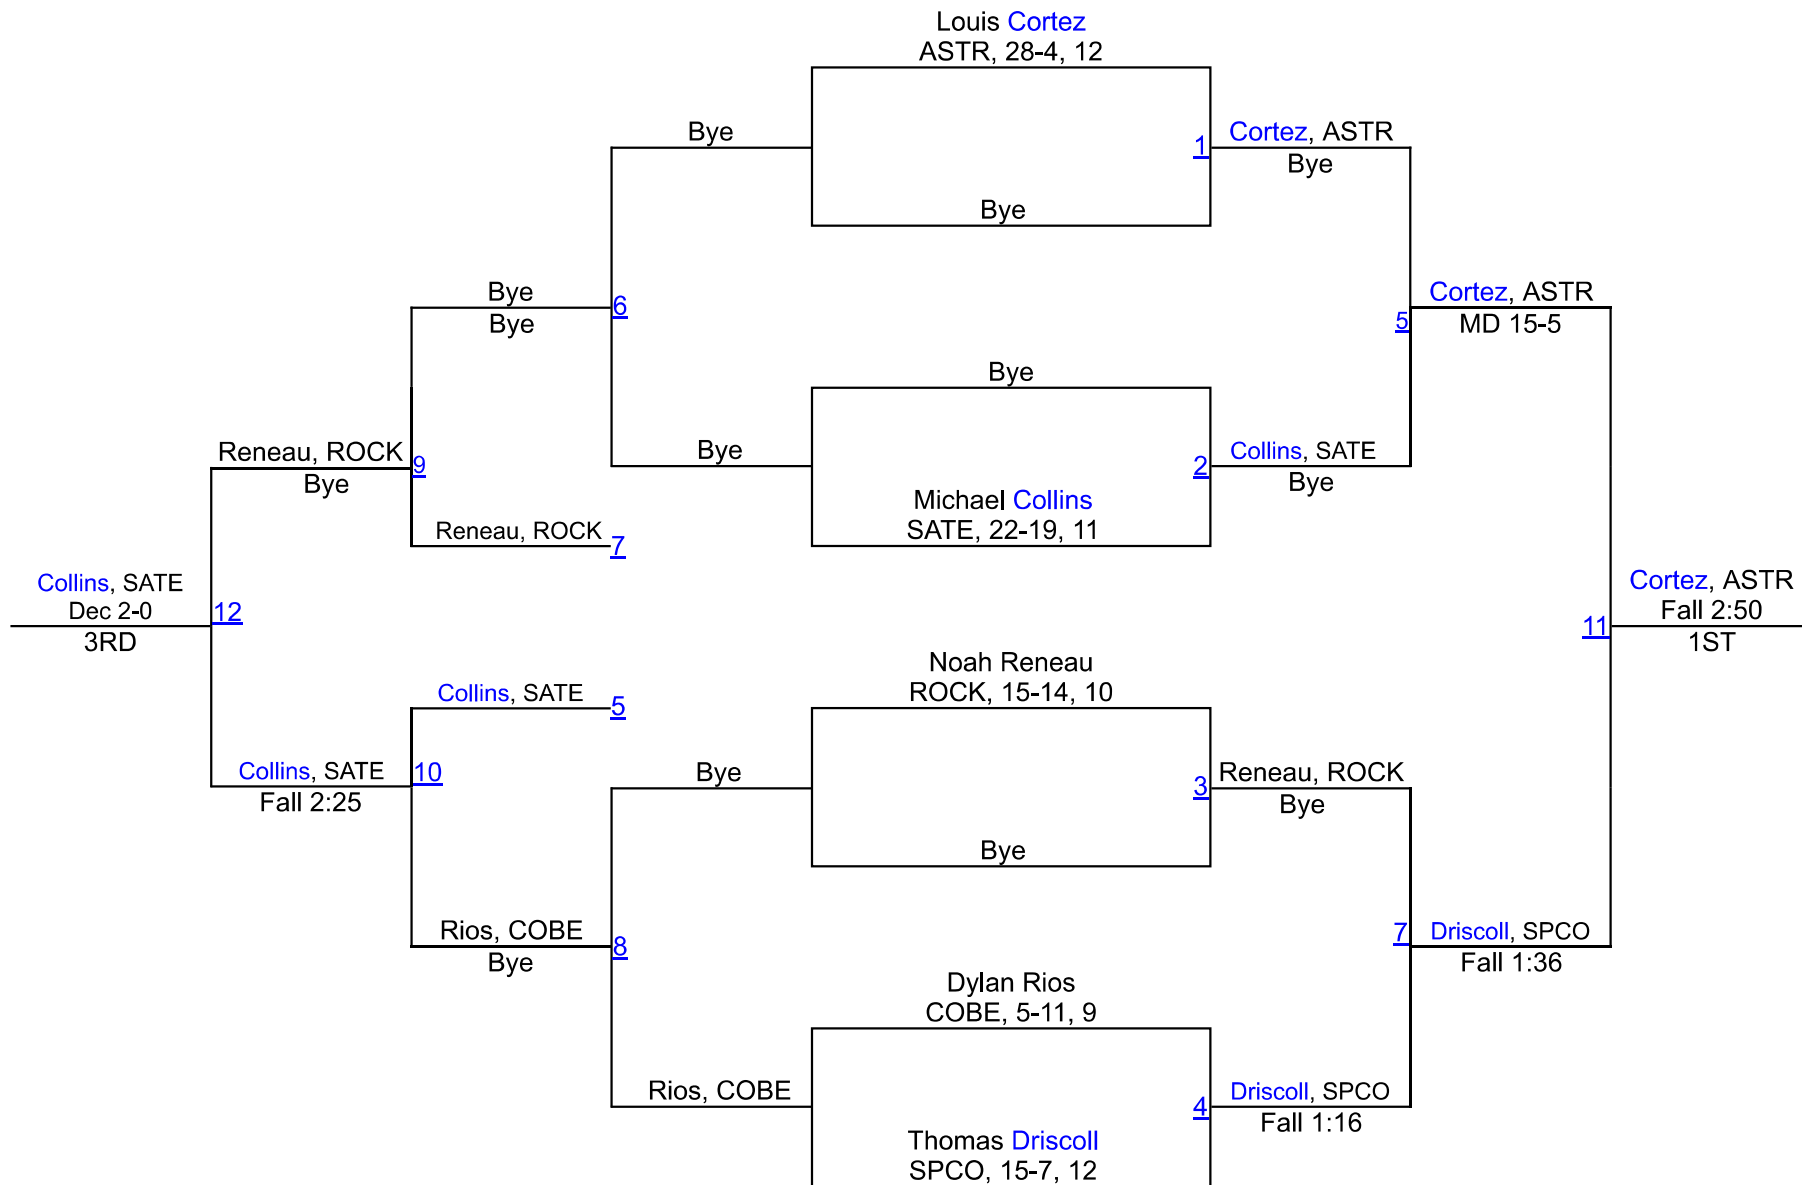 Louis Cortez
ASTR, 28-4, 12
Bye
1
Cortez, ASTR
Bye
Bye
Bye
Bye
6
Cortez, ASTR
MD 15-5
5
Bye
Reneau, ROCK
Bye
9
Bye
2
Collins, SATE
Bye
Michael Collins
SATE, 22-19, 11
Reneau, ROCK
7
Collins, SATE
Dec 2-0
3RD
12
Cortez, ASTR
Fall 2:50
1ST
11
Noah Reneau
ROCK, 15-14, 10
Collins, SATE
5
Collins, SATE
Fall 2:25
10
Bye
3
Reneau, ROCK
Bye
Bye
Rios, COBE
Bye
8
7
Driscoll, SPCO
Fall 1:36
Dylan Rios
COBE, 5-11, 9
Rios, COBE
4
Driscoll, SPCO
Fall 1:16
Thomas Driscoll
SPCO, 15-7, 12